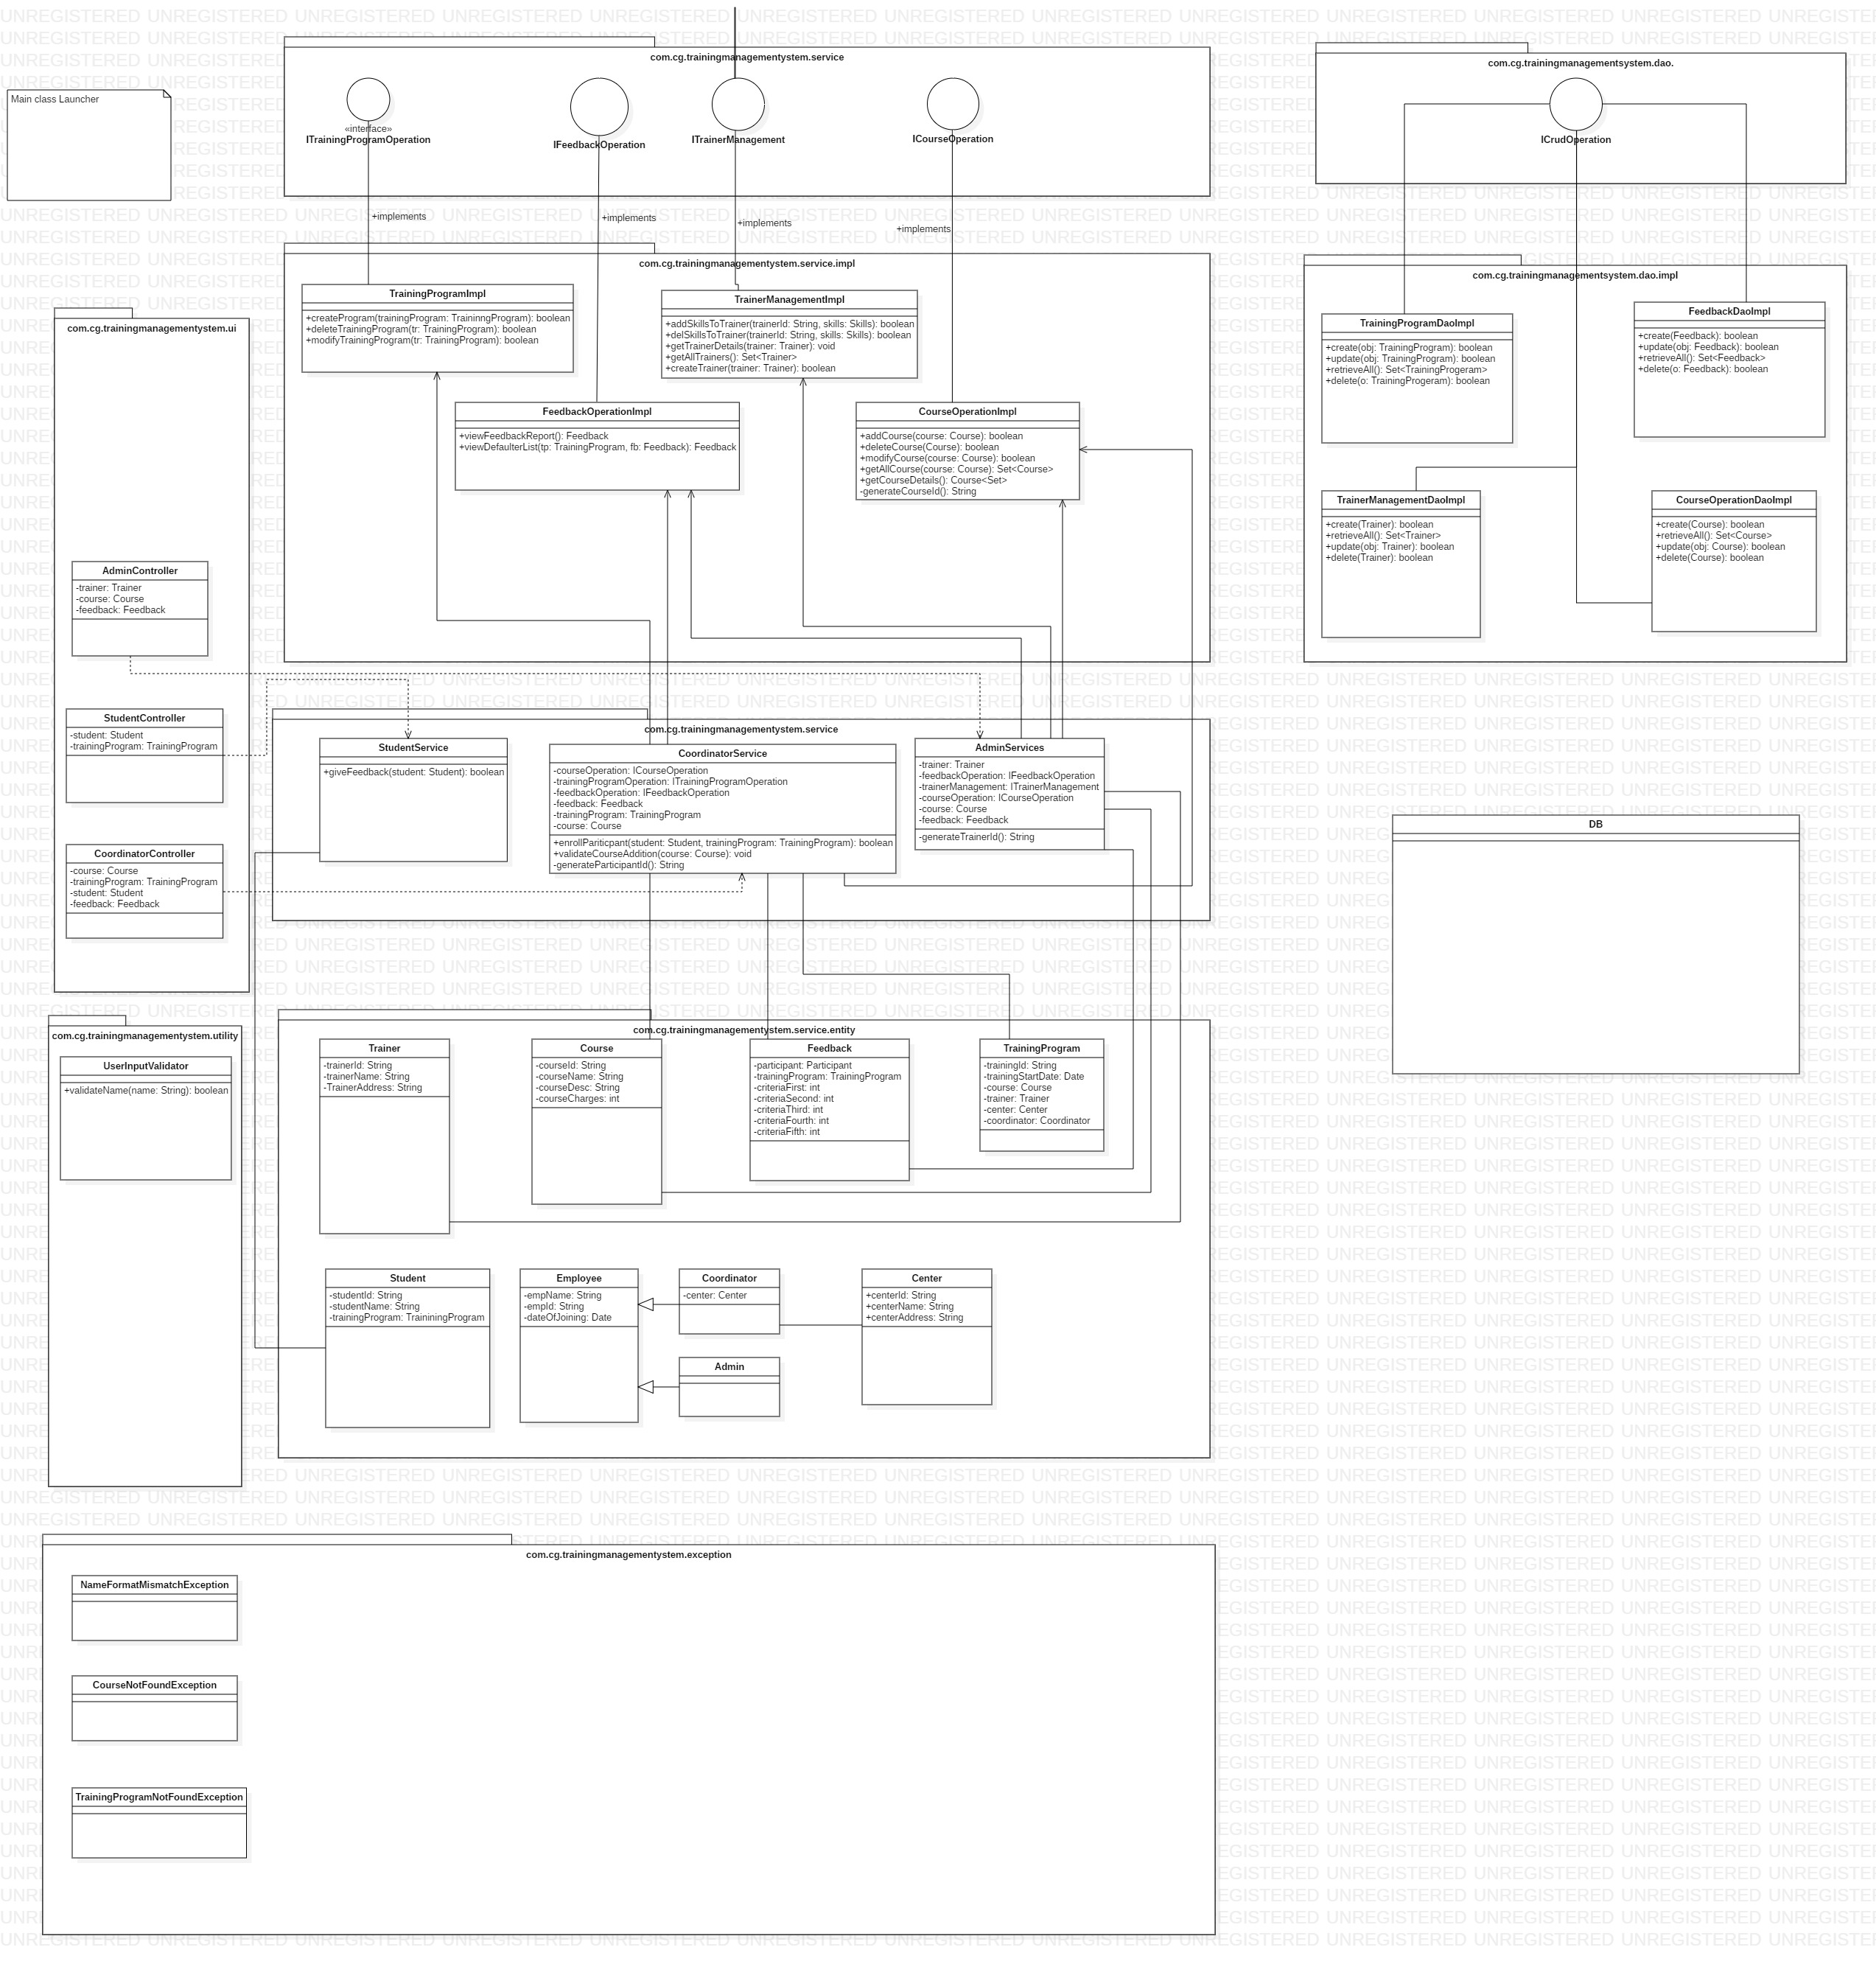 Main class Launcher
com.cg.trainingmanagementystem.service
«interface»
ITrainingProgramOperation
IFeedbackOperation
ITrainerManagement
ICourseOperation
+implements
+implements
+implements
+implements
com.cg.trainingmanagementsystem.dao.
ICrudOperation
com.cg.trainingmanagementystem.service.impl
TrainingProgramImpl
+createProgram(trainingProgram: TrainingProgram): boolean
+deleteTrainingProgram(tr: TrainingProgram): boolean
+modifyTrainingProgram(tr: TrainingProgram): boolean
TrainerManagementImpl
+addSkillsToTrainer(trainerId: String, skills: Skills): boolean
+delSkillsToTrainer(trainerId: String, skills: Skills): boolean
+getTrainerDetails(trainer: Trainer): void
+getAllTrainers(): Set<Trainer>
+createTrainer(trainer: Trainer): boolean
FeedbackOperationImpl
+viewFeedbackReport(): Feedback
+viewDefaulterList(tp: TrainingProgram, fb: Feedback): Feedback
CourseOperationImpl
+addCourse(course: Course): boolean
+deleteCourse(Course): boolean
+modifyCourse(course: Course): boolean
+getAllCourse(course: Course): Set<Course>
+getCourseDetails(): Course<Set>
-generateCourseId(): String
com.cg.trainingmanagementsystem.dao.impl
TrainingProgramDaoImpl
+create(obj: TrainingProgram): boolean
+update(obj: TrainingProgram): boolean
+retrieveAll(): Set<TrainingProgeram>
+delete(o: TrainingProgeram): boolean
FeedbackDaoImpl
+create(Feedback): boolean
+update(obj: Feedback): boolean
+retrieveAll(): Set<Feedback>
+delete(o: Feedback): boolean
TrainerManagementDaoImpl
+create(Trainer): boolean
+retrieveAll(): Set<Trainer>
+update(obj: Trainer): boolean
+delete(Trainer): boolean
CourseOperationDaoImpl
+create(Course): boolean
+retrieveAll(): Set<Course>
+update(obj: Course): boolean
+delete(Course): boolean
com.cg.trainingmanagementystem.ui
AdminController
-trainer: Trainer
-course: Course
-feedback: Feedback
StudentController
-student: Student
-trainingProgram: TrainingProgram
CoordinatorController
-course: Course
-trainingProgram: TrainingProgram
-student: Student
-feedback: Feedback
com.cg.trainingmanagementystem.service
StudentService
+giveFeedback(student: Student): boolean
CoordinatorService
-courseOperation: ICourseOperation
-trainingProgramOperation: ITrainingProgramOperation
-feedbackOperation: IFeedbackOperation
-feedback: Feedback
-trainingProgram: TrainingProgram
-course: Course
+enrollPariticpant(student: Student, trainingProgram: TrainingProgram): boolean
+validateCourseAddition(course: Course): void
-generateParticipantId(): String
AdminServices
-trainer: Trainer
-feedbackOperation: IFeedbackOperation
-trainerManagement: ITrainerManagement
-courseOperation: ICourseOperation
-course: Course
-feedback: Feedback
-generateTrainerId(): String
DB
com.cg.trainingmanagementystem.utility
UserInputValidator
+validateName(name: String): boolean
com.cg.trainingmanagementystem.service.entity
Trainer
-trainerId: String
-trainerName: String
-TrainerAddress: String
Course
-courseId: String
-courseName: String
-courseDesc: String
-courseCharges: int
Feedback
-participant: Participant
-trainingProgram: TrainingProgram
-criteriaFirst: int
-criteriaSecond: int
-criteriaThird: int
-criteriaFourth: int
-criteriaFifth: int
TrainingProgram
-trainingId: String
-trainingStartDate: Date
-course: Course
-trainer: Trainer
-center: Center
-coordinator: Coordinator
Student
-studentId: String
-studentName: String
-trainingProgram: TraininingProgram
Employee
-empName: String
-empId: String
-dateOfJoining: Date
Coordinator
-center: Center
Admin
Center
+centerId: String
+centerName: String
+centerAddress: String
com.cg.trainingmanagementystem.exception
NameFormatMismatchException
CourseNotFoundException
TrainingProgramNotFoundException